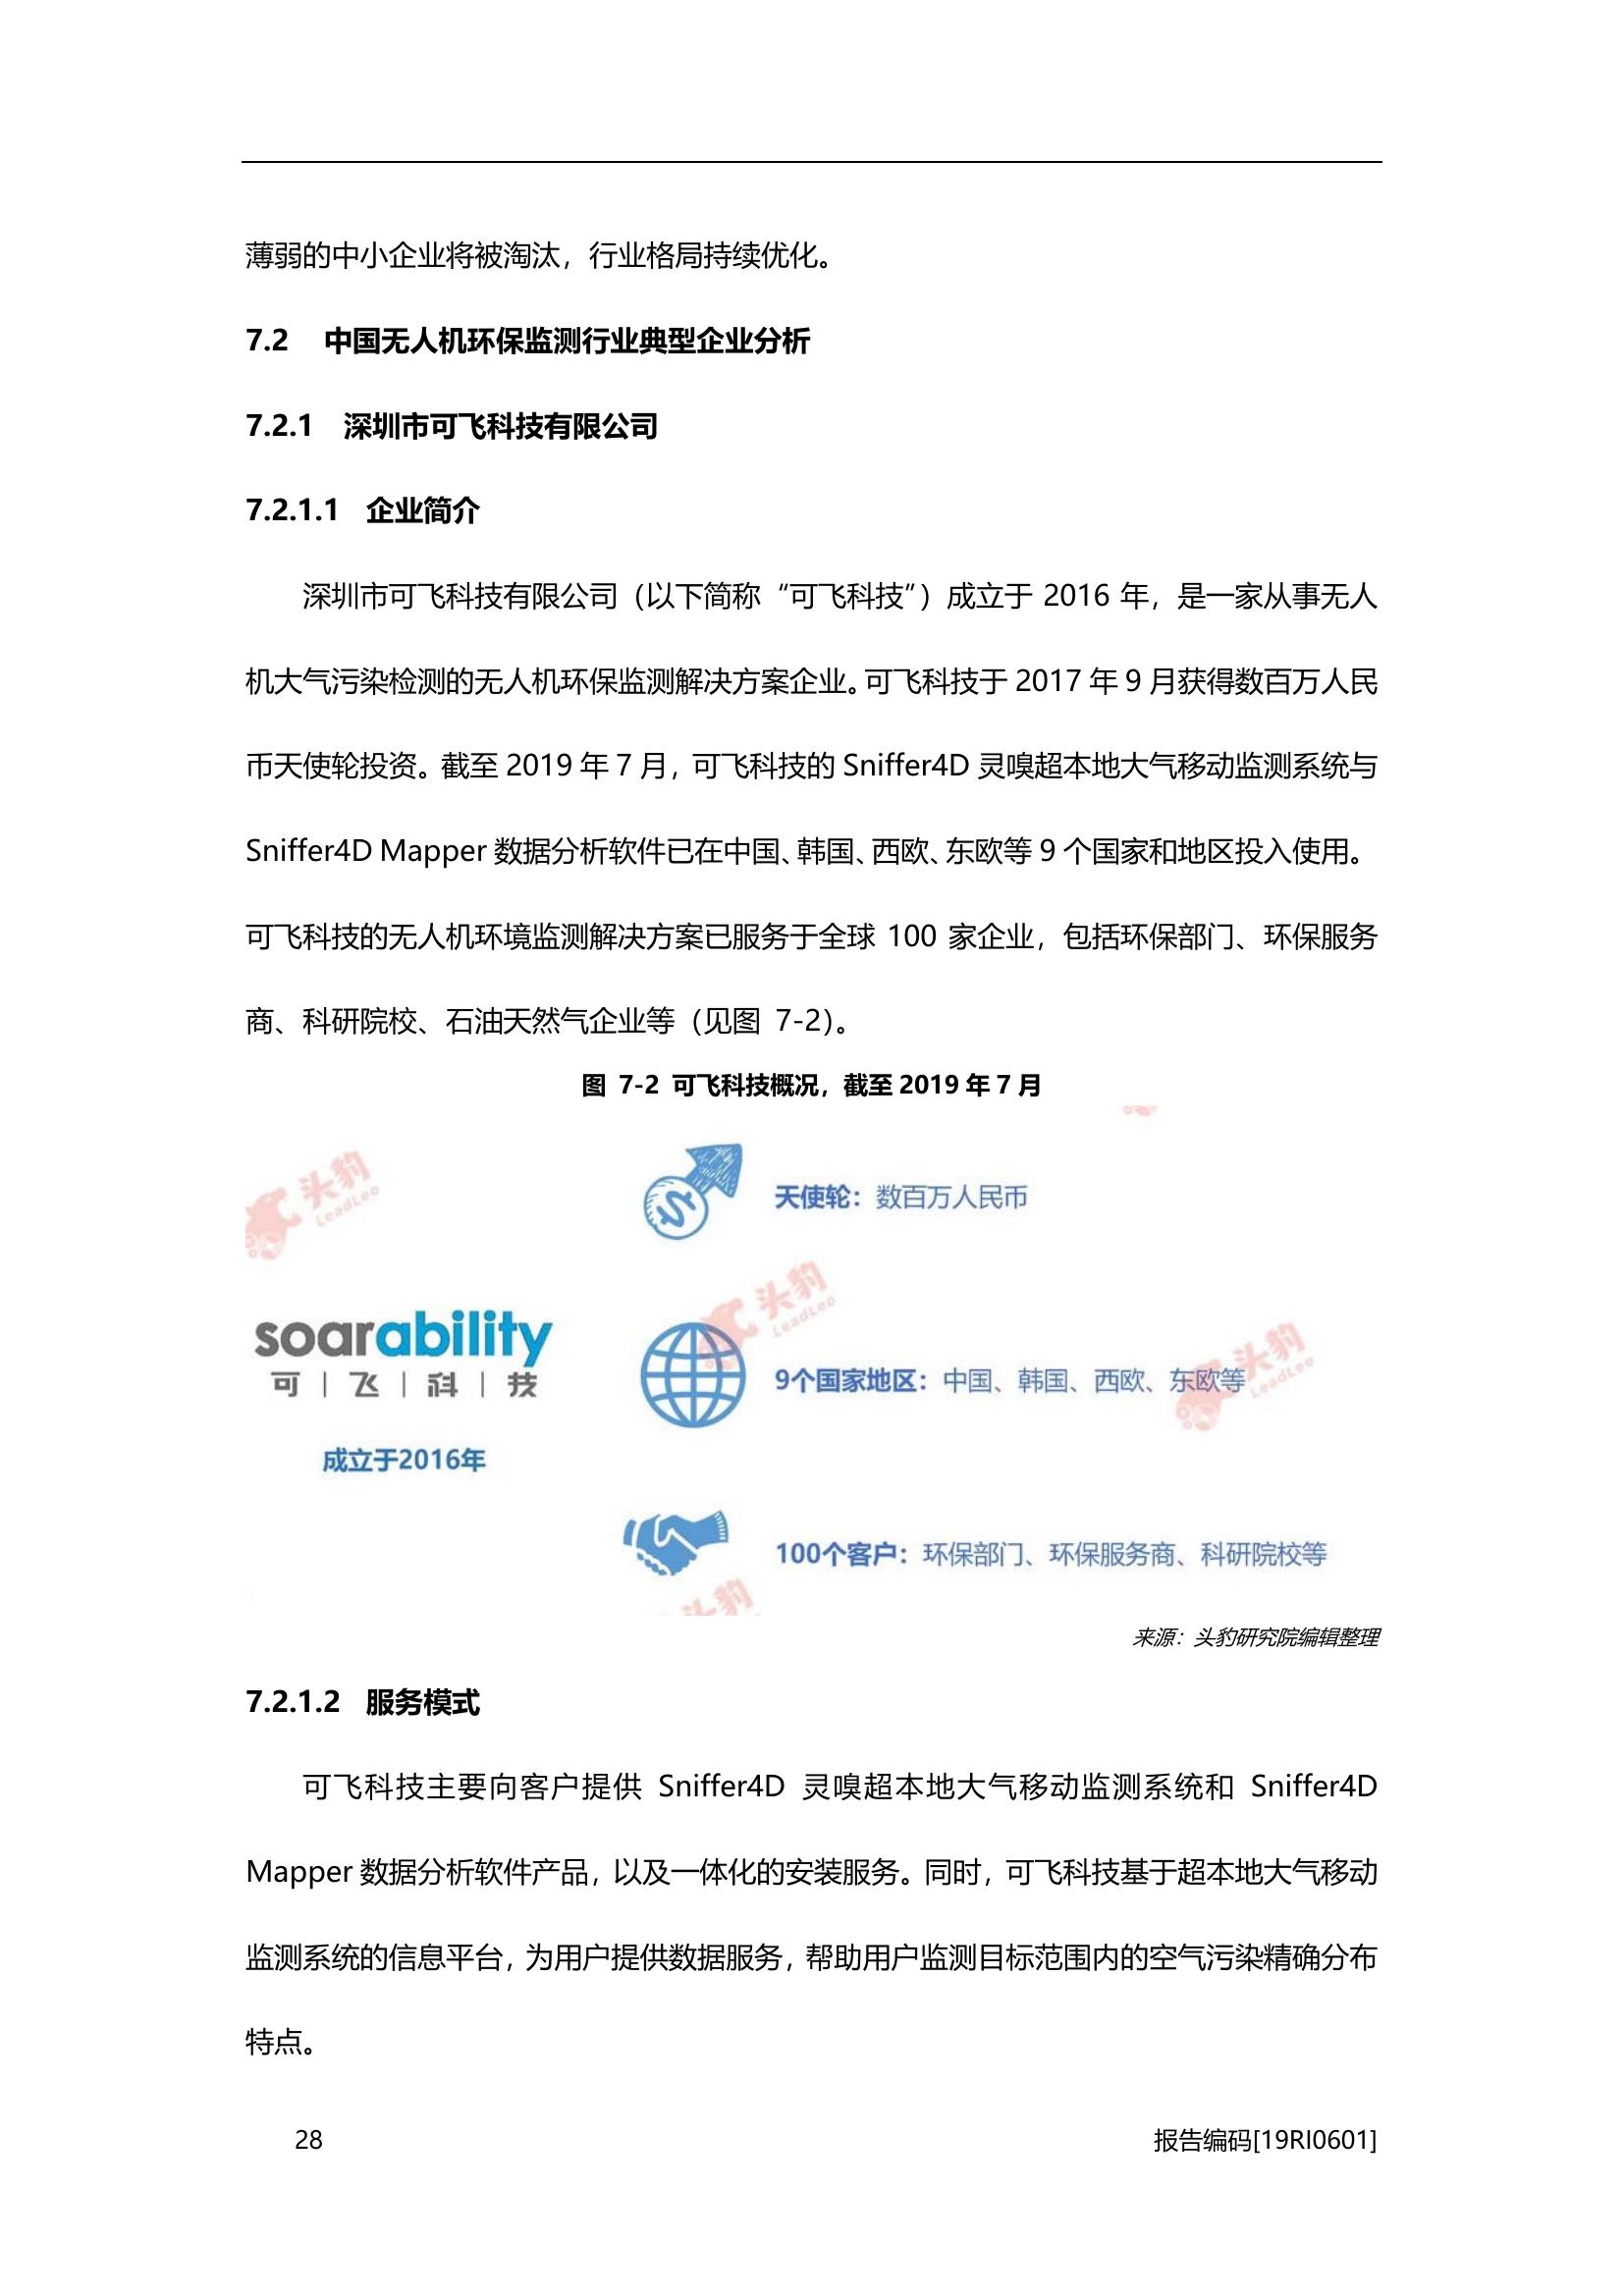 薄弱的中小企业将被淘汰，行业格局持续优化。
7.2 中国无人机环保监测行业典型企业分析
7.2.1 深圳市可飞科技有限公司
7.2.1.1 企业简介
深圳市可飞科技有限公司（以下简称“可飞科技”）成立于 2016 年，是一家从事无人
机大气污染检测的无人机环保监测解决方案企业。可飞科技于 2017 年 9 月获得数百万人民
币天使轮投资。截至 2019 年 7 月，可飞科技的 Sniffer4D 灵嗅超本地大气移动监测系统与
Sniffer4D Mapper 数据分析软件已在中国、韩国、西欧、东欧等 9 个国家和地区投入使用。
可飞科技的无人机环境监测解决方案已服务于全球 100 家企业，包括环保部门、环保服务
商、科研院校、石油天然气企业等（见图 7-2）。
图 7-2 可飞科技概况，截至 2019 年 7 月
头豹
LeadLeo
天使轮：数百万人民币
头豹
LeadLeo
soarability
可|飞|科|技
成立于2016年
9个国家地区：中国、韩国、西欧、东欧等
头豹
LeadLeo
100个客户：环保部门、环保服务商、科研院校等
头豹
来源：头豹研究院编辑整理
7.2.1.2 服务模式
可飞科技主要向客户提供 Sniffer4D 灵嗅超本地大气移动监测系统和 Sniffer4D
Mapper 数据分析软件产品，以及一体化的安装服务。同时，可飞科技基于超本地大气移动
监测系统的信息平台，为用户提供数据服务，帮助用户监测目标范围内的空气污染精确分布
特点。
28 报告编码[19RI0601]